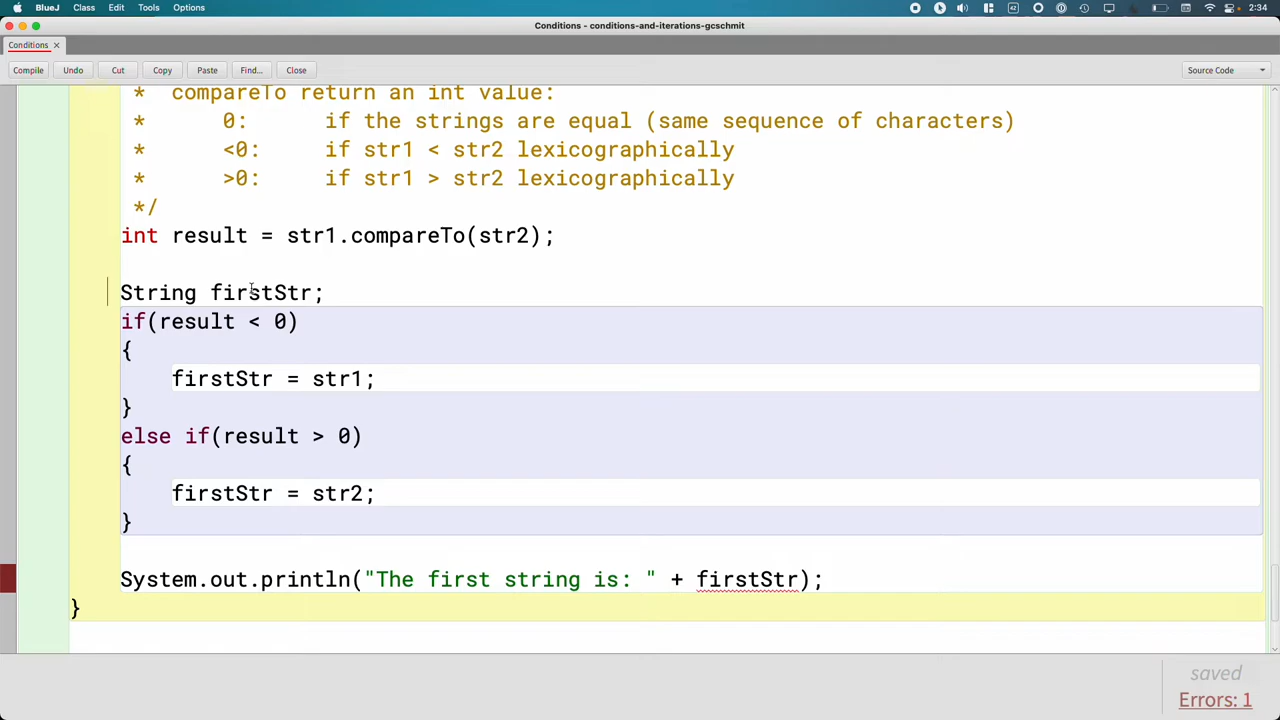 BlueJ Class Edit Tools Options 2:34
Conditions - conditions-and-iterations-gcschmit
Conditions ×
Compile Undo Cut Copy Paste Find... Close Source Code
* compareTo return an int value:
* 0: if the strings are equal (same sequence of characters)
* <0: if str1 < str2 lexicographically
* >0: if str1 > str2 lexicographically
*/
int result = str1.compareTo(str2);
String firstStr;
if(result < 0)
{
firstStr = str1;
}
else if(result > 0)
{
firstStr = str2;
}
System.out.println("The first string is: " + firstStr);
}
saved
Errors: 1